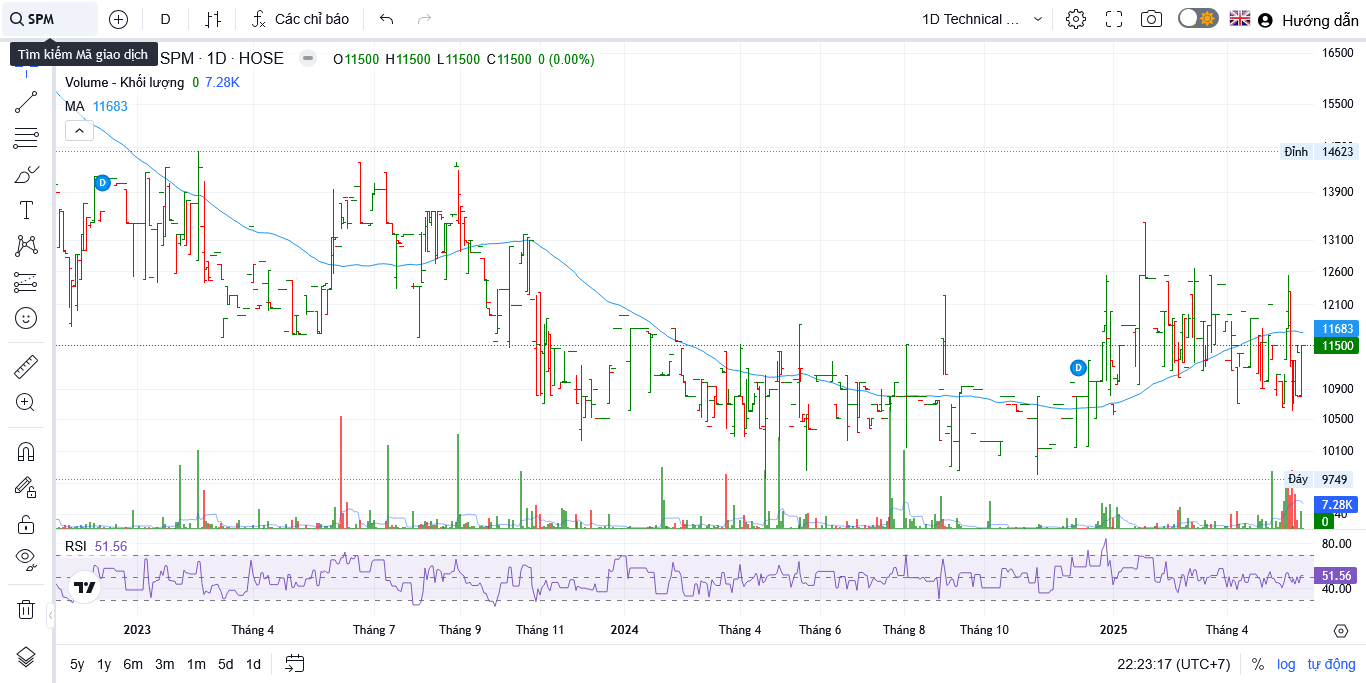 SPM
D
Các chỉ báo
1D Technical ...
Hướng dẫn
Tìm kiếm Mã giao dịch
SPM · 1D · HOSE
O11500 H11500 L11500 C11500 0 (0.00%)
Volume - Khối lượng 0 7.28K
MA 11683
16500
15500
Đỉnh 14623
D
13900
13100
12600
12100
11683
11500
D
10900
10500
10100
Đáy 9749
7.28K
0
RSI 51.56
80.00
51.56
40.00
2023 Tháng 4 Tháng 7 Tháng 9 Tháng 11 2024 Tháng 4 Tháng 6 Tháng 8 Tháng 10 2025 Tháng 4
5y 1y 6m 3m 1m 5d 1d
22:23:17 (UTC+7) % log tự động